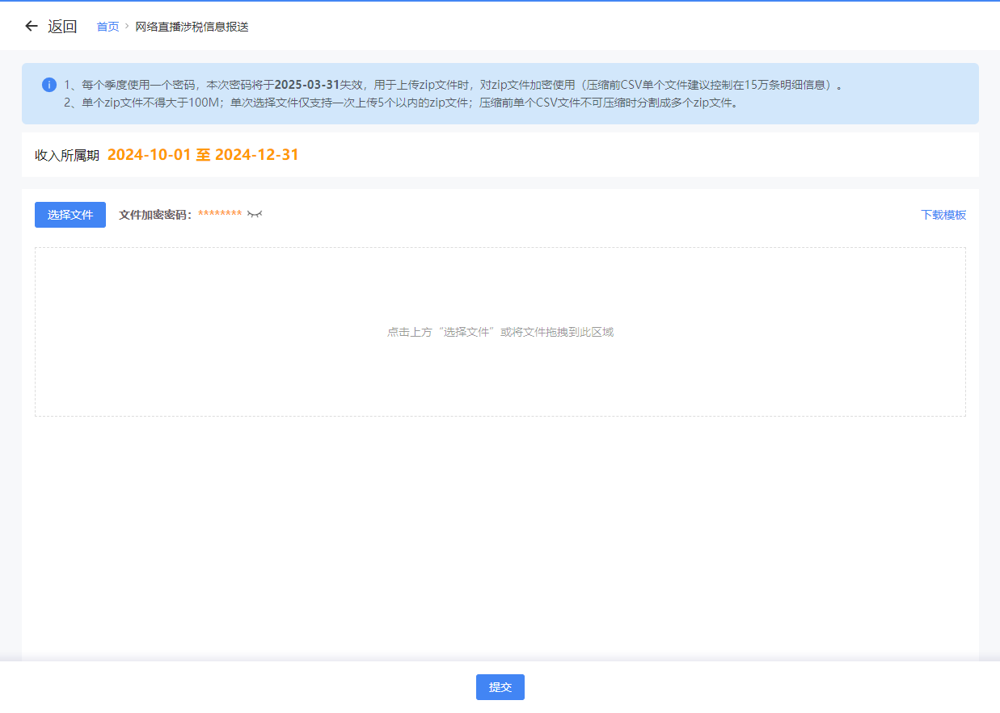 返回 首页 > 网络直播涉税信息报送
1、每个季度使用一个密码，本次密码将于2025-03-31失效，用于上传zip文件时，对zip文件加密使用（压缩前CSV单个文件建议控制在15万条明细信息）。
2、单个zip文件不得大于100M；单次选择文件仅支持一次上传5个以内的zip文件；压缩前单个CSV文件不可压缩时分割成多个zip文件。
收入所属期 2024-10-01 至 2024-12-31
选择文件 文件加密密码：******** 下载模板
点击上方“选择文件”或将文件拖拽到此区域
提交